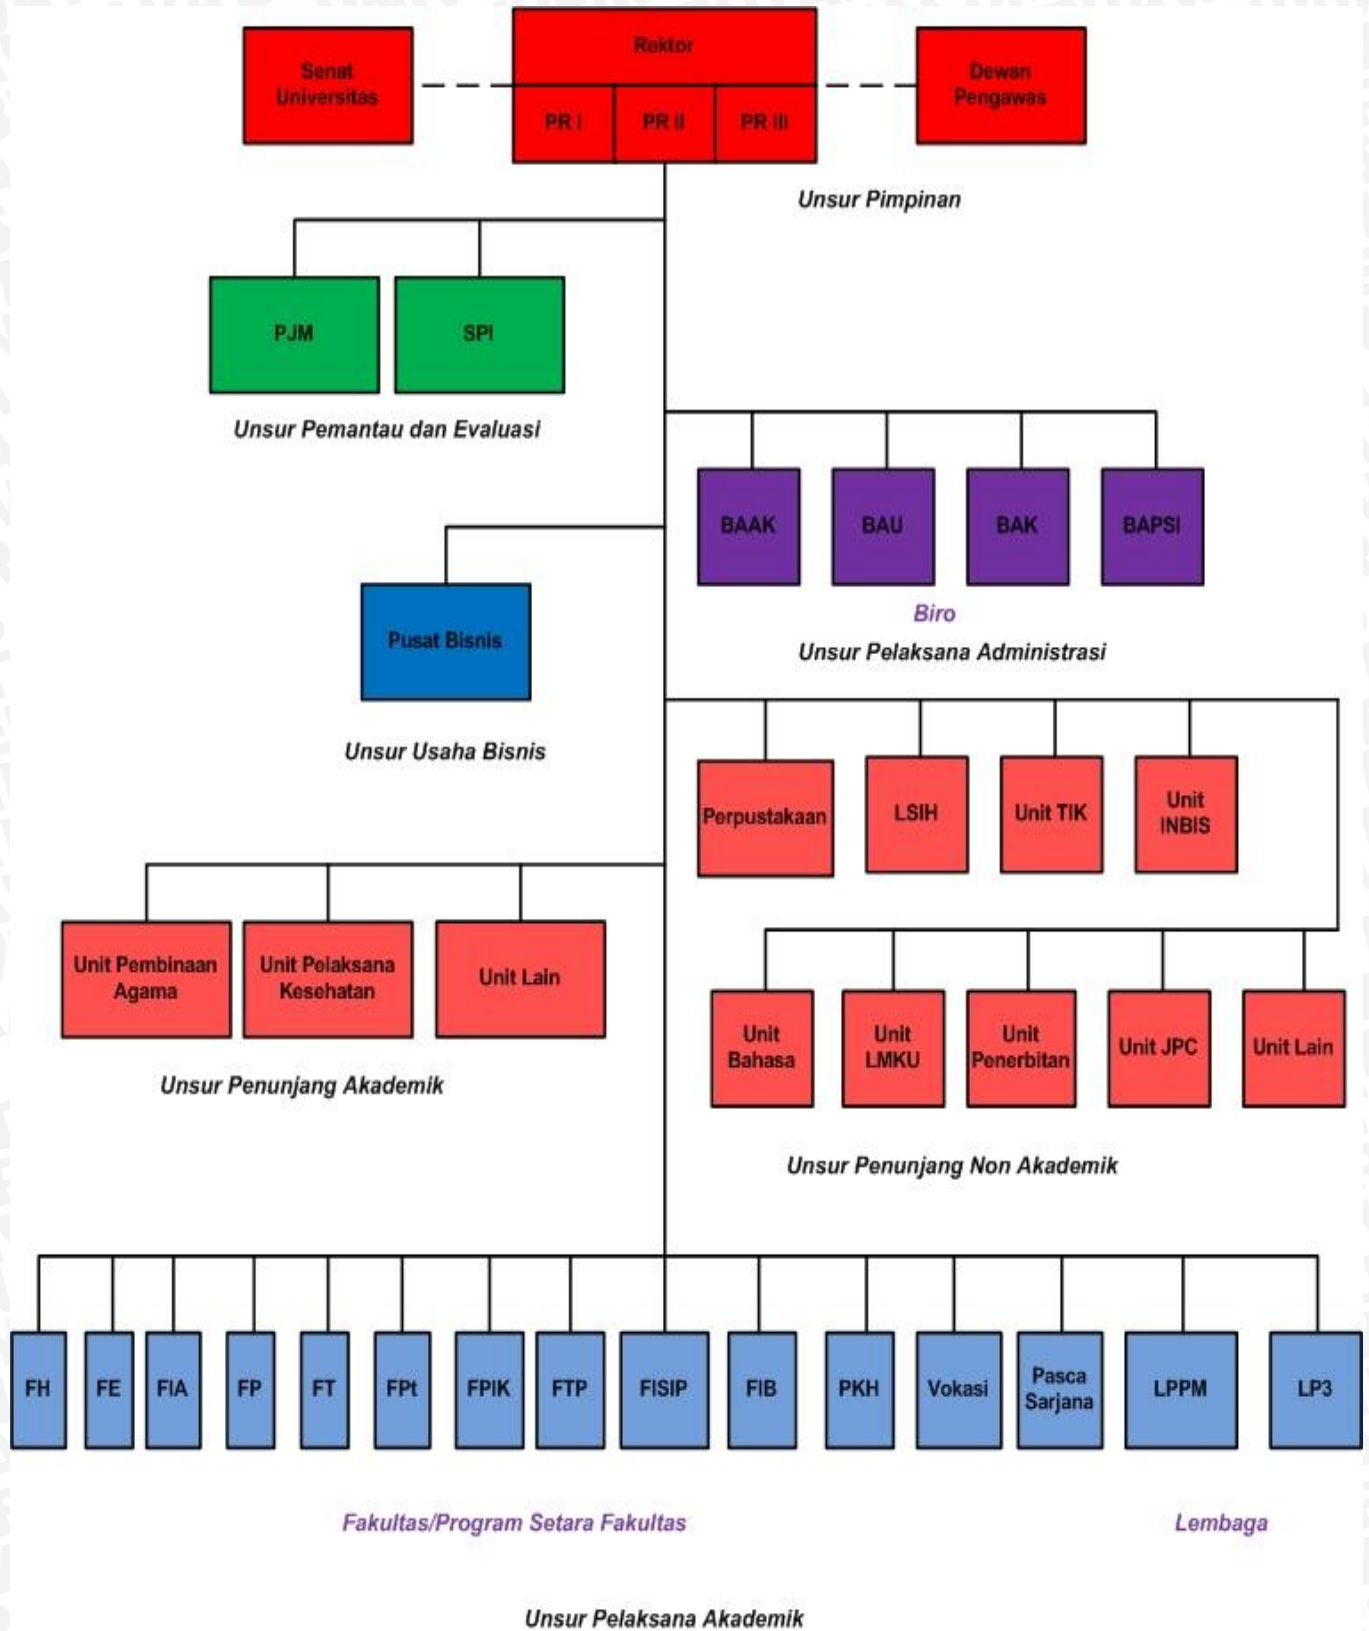 Rektor
Senat
Universitas
Dewan
Pengawas
PR I
PR II
PR III
Unsur Pimpinan
PJM
SPI
Unsur Pemantau dan Evaluasi
BAAK
BAU
BAK
BAPSI
Biro
Unsur Pelaksana Administrasi
Pusat Bisnis
Unsur Usaha Bisnis
Perpustakaan
LSIH
Unit TIK
Unit
INBIS
Unit Pembinaan
Agama
Unit Pelaksana
Kesehatan
Unit Lain
Unsur Penunjang Akademik
Unit
Bahasa
Unit
LMKU
Unit
Penerbitan
Unit JPC
Unit Lain
Unsur Penunjang Non Akademik
FH
FE
FIA
FP
FT
FPt
FPIK
FTP
FISIP
FIB
PKH
Vokasi
Pasca
Sarjana
LPPM
LP3
Fakultas/Program Setara Fakultas
Lembaga
Unsur Pelaksana Akademik